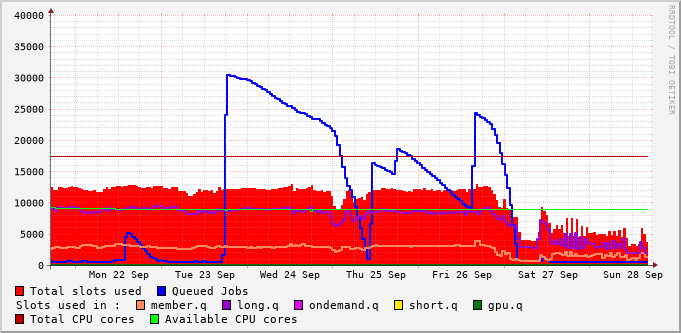 40000
35000
30000
25000
20000
15000
10000
5000
0
Mon 22 Sep Tue 23 Sep Wed 24 Sep Thu 25 Sep Fri 26 Sep Sat 27 Sep Sun 28 Sep
Total slots used Queued Jobs
Slots used in : member.q long.q ondemand.q short.q gpu.q
Total CPU cores Available CPU cores
RRDTOOL / TOBI OETIKER